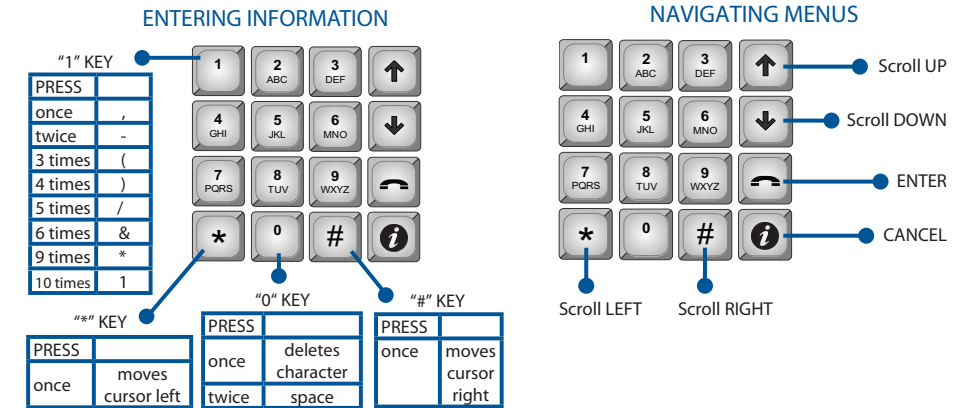 ENTERING INFORMATION
“1” KEY
PRESS
once ,
twice -
3 times (
4 times )
5 times /
6 times &
9 times *
10 times 1
1
2
ABC
3
DEF
4
GHI
5
JKL
6
MNO
7
PQRS
8
TUV
9
WXYZ
*
0
#
i
“*” KEY
PRESS
once moves
cursor left
“0“ KEY
PRESS
once deletes
character
twice space
“#” KEY
PRESS
once moves
cursor
right
NAVIGATING MENUS
1
2
ABC
3
DEF
Scroll UP
4
GHI
5
JKL
6
MNO
Scroll DOWN
7
PQRS
8
TUV
9
WXYZ
ENTER
*
0
#
i
CANCEL
Scroll LEFT
Scroll RIGHT